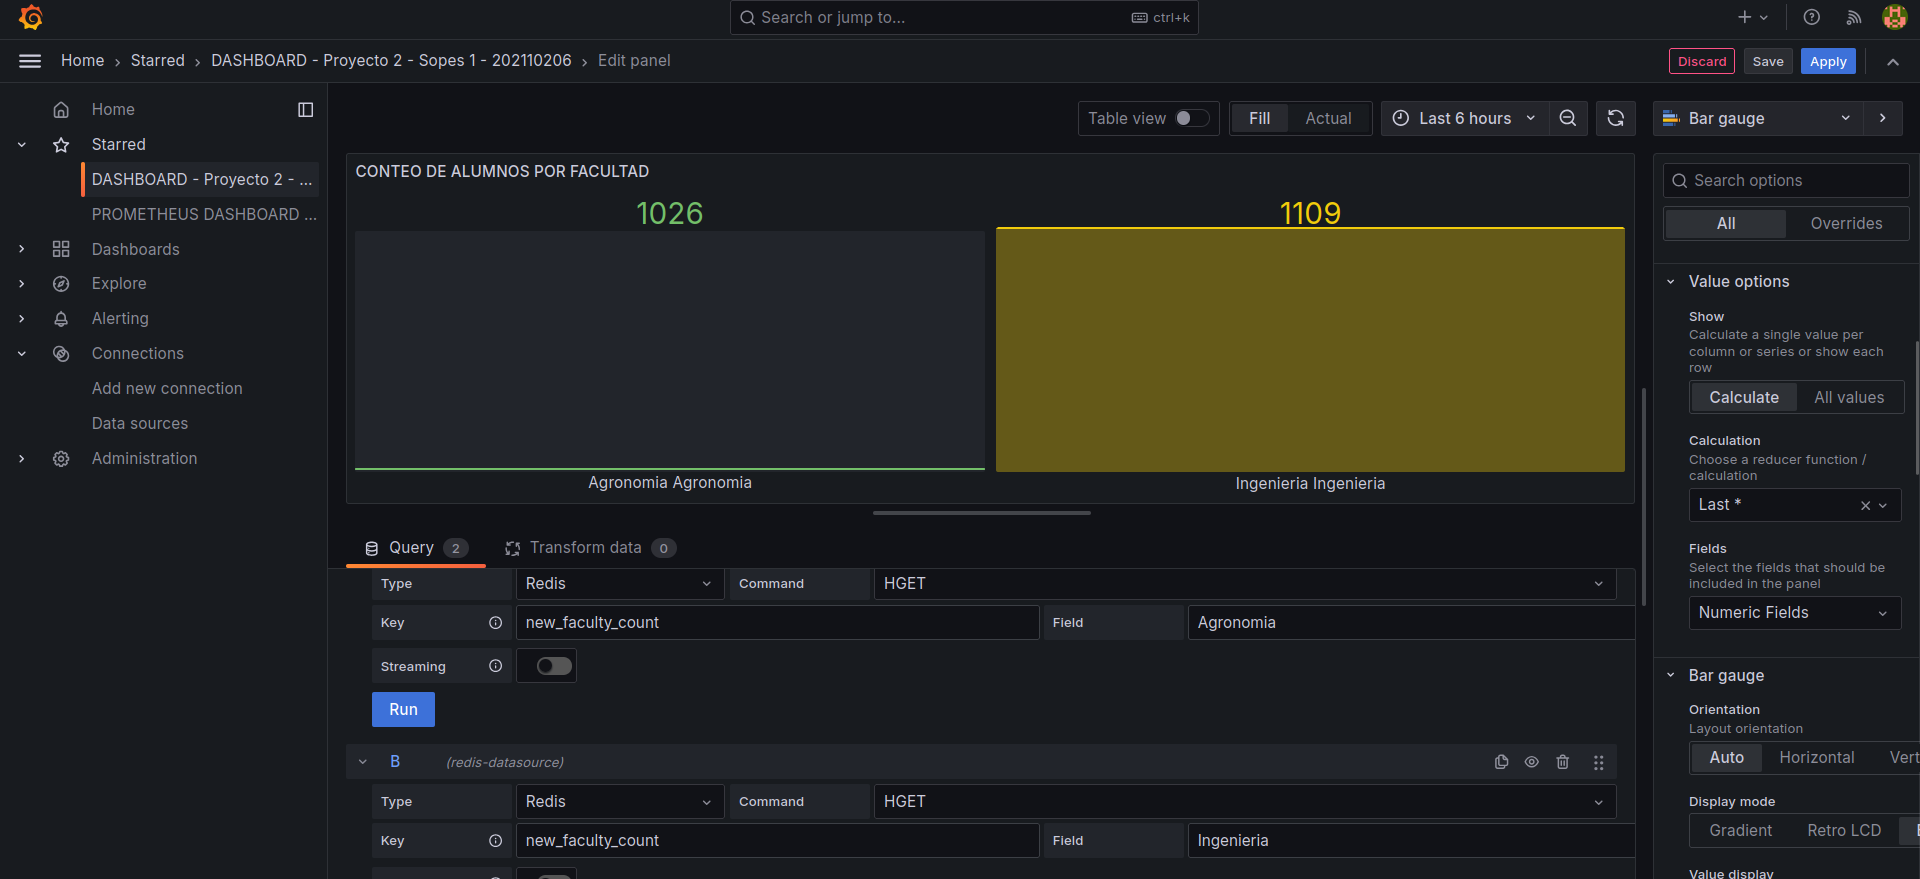 Search or jump to...
ctrl+k
Home › Starred › DASHBOARD - Proyecto 2 - Sopes 1 - 202110206 › Edit panel
Discard
Save
Apply
Home
Starred
DASHBOARD - Proyecto 2 - ...
PROMETHEUS DASHBOARD ...
Dashboards
Explore
Alerting
Connections
Add new connection
Data sources
Administration
Table view
Fill
Actual
Last 6 hours
Bar gauge
CONTEO DE ALUMNOS POR FACULTAD
1026
1109
Agronomia Agronomia
Ingenieria Ingenieria
Query 2
Transform data 0
Type
Redis
Command
HGET
Key
new_faculty_count
Field
Agronomia
Streaming
Run
B
(redis-datasource)
Type
Redis
Command
HGET
Key
new_faculty_count
Field
Ingenieria
Search options
All
Overrides
Value options
Show
Calculate a single value per
column or series or show each
row
Calculate
All values
Calculation
Choose a reducer function /
calculation
Last *
Fields
Select the fields that should be
included in the panel
Numeric Fields
Bar gauge
Orientation
Layout orientation
Auto
Horizontal
Vert
Display mode
Gradient
Retro LCD
Value display